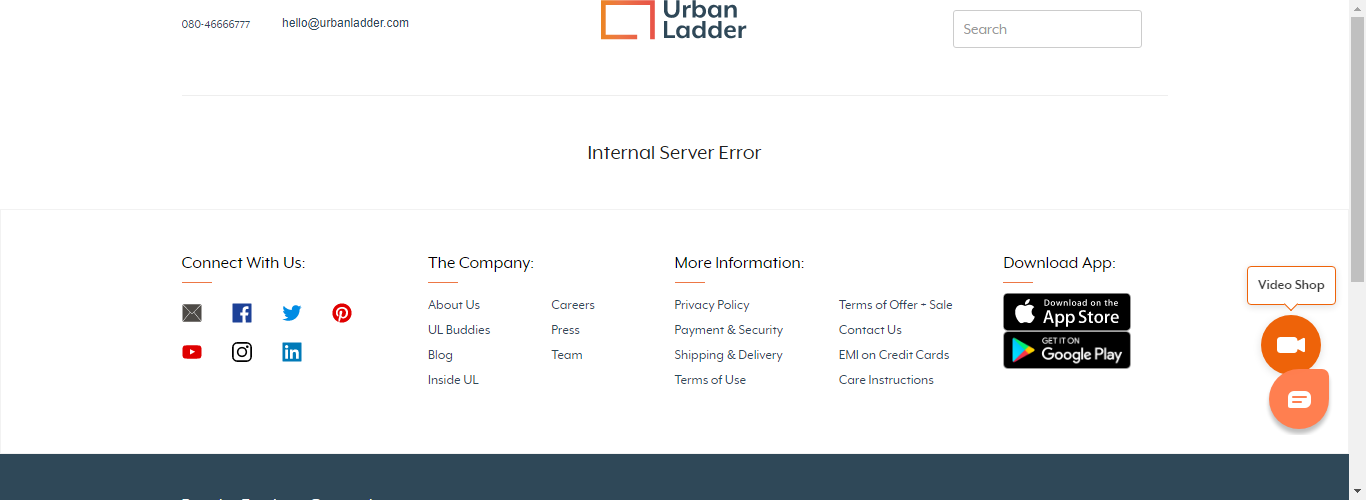 080-46666777
hello@urbanladder.com
Urban
Ladder
Search
Internal Server Error
Connect With Us:
The Company:
About Us
Careers
UL Buddies
Press
Blog
Team
Inside UL
More Information:
Privacy Policy
Terms of Offer + Sale
Payment & Security
Contact Us
Shipping & Delivery
EMI on Credit Cards
Terms of Use
Care Instructions
Download App:
Download on the
App Store
GET IT ON
Google Play
Video Shop